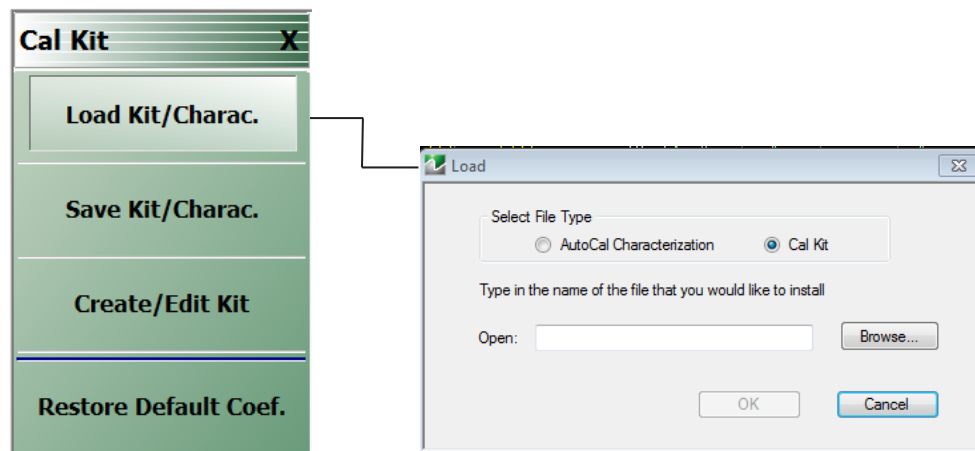 Cal Kit X
Load Kit/Charac.
Save Kit/Charac.
Create/Edit Kit
Restore Default Coef.
Load
Select File Type
AutoCal Characterization Cal Kit
Type in the name of the file that you would like to install
Open: Browse...
OK Cancel